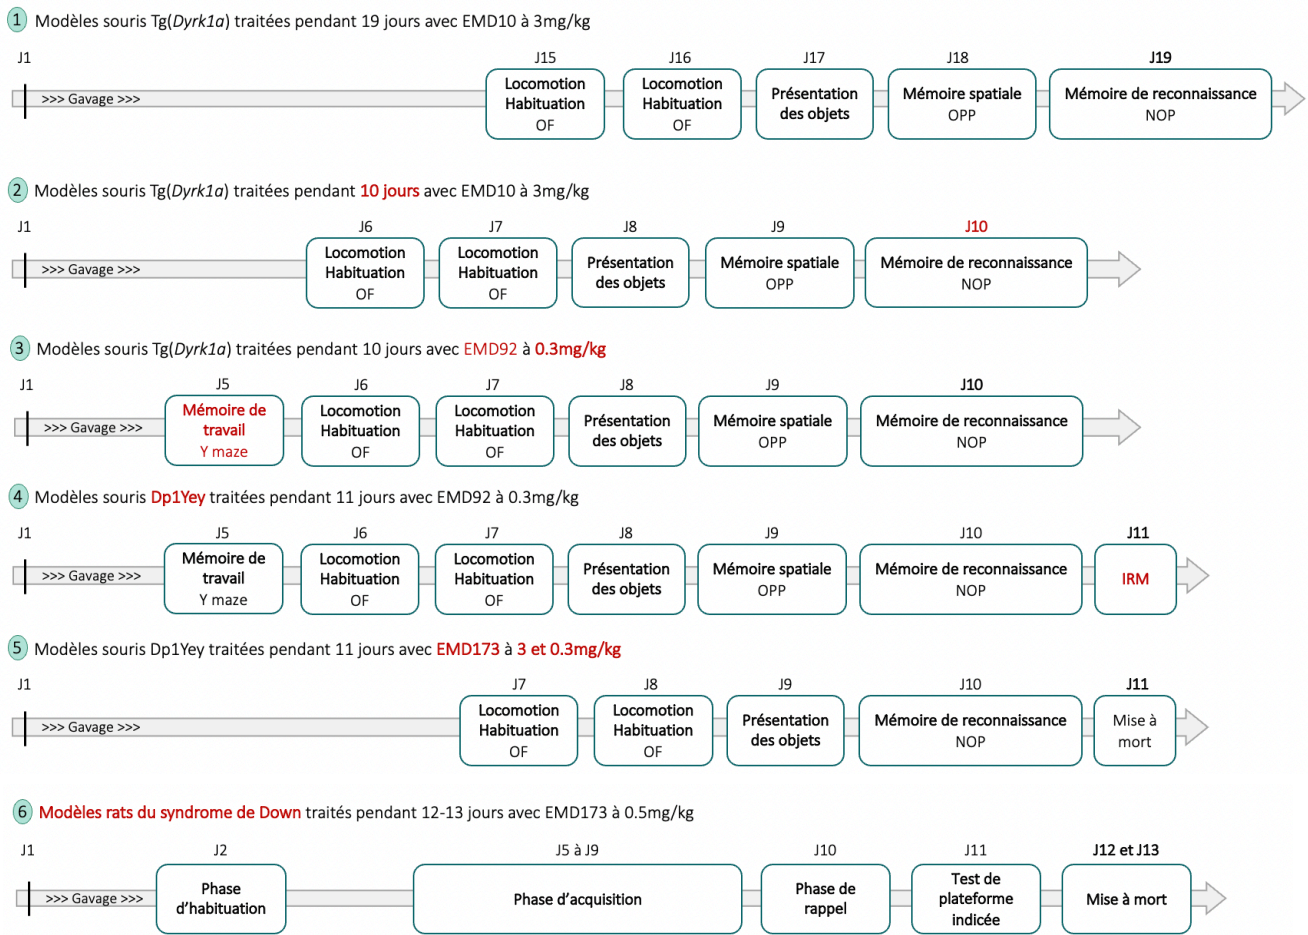 1 Modèles souris Tg(Dyrk1a) traitées pendant 19 jours avec EMD10 à 3mg/kg
J1 J15 J16 J17 J18 J19
>>> Gavage >>>
Locomotion
Habituation
OF
Locomotion
Habituation
OF
Présentation
des objets
Mémoire spatiale
OPP
Mémoire de reconnaissance
NOP
2 Modèles souris Tg(Dyrk1a) traitées pendant 10 jours avec EMD10 à 3mg/kg
J1 J6 J7 J8 J9 J10
>>> Gavage >>>
Locomotion
Habituation
OF
Locomotion
Habituation
OF
Présentation
des objets
Mémoire spatiale
OPP
Mémoire de reconnaissance
NOP
3 Modèles souris Tg(Dyrk1a) traitées pendant 10 jours avec EMD92 à 0.3mg/kg
J1 J5 J6 J7 J8 J9 J10
>>> Gavage >>>
Mémoire de
travail
Y maze
Locomotion
Habituation
OF
Locomotion
Habituation
OF
Présentation
des objets
Mémoire spatiale
OPP
Mémoire de reconnaissance
NOP
4 Modèles souris Dp1Yey traitées pendant 11 jours avec EMD92 à 0.3mg/kg
J1 J5 J6 J7 J8 J9 J10 J11
>>> Gavage >>>
Mémoire de
travail
Y maze
Locomotion
Habituation
OF
Locomotion
Habituation
OF
Présentation
des objets
Mémoire spatiale
OPP
Mémoire de reconnaissance
NOP
IRM
5 Modèles souris Dp1Yey traitées pendant 11 jours avec EMD173 à 3 et 0.3mg/kg
J1 J7 J8 J9 J10 J11
>>> Gavage >>>
Locomotion
Habituation
OF
Locomotion
Habituation
OF
Présentation
des objets
Mémoire de reconnaissance
NOP
Mise à
mort
6 Modèles rats du syndrome de Down traités pendant 12-13 jours avec EMD173 à 0.5mg/kg
J1 J2 J5 à J9 J10 J11 J12 et J13
>>> Gavage >>>
Phase
d’habituation
Phase d’acquisition
Phase de
rappel
Test de
plateforme
indicée
Mise à mort